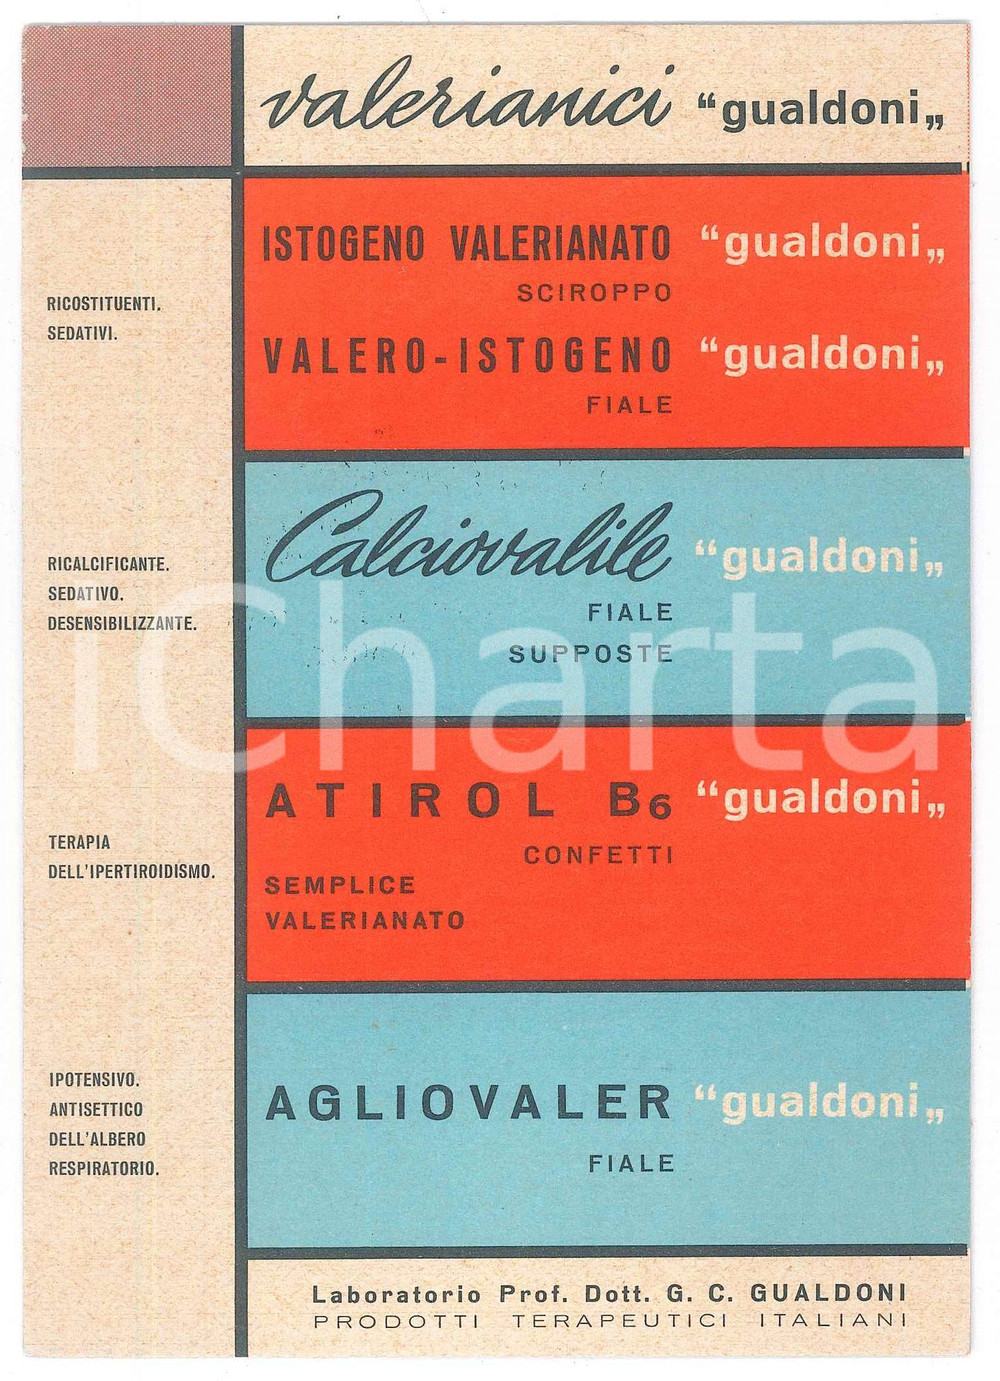 valerianici “gualdoni„
RICOSTITUENTI.
SEDATIVI.
ISTOGENO VALERIANATO “gualdoni„
SCIROPPO
VALERO-ISTOGENO “gualdoni„
FIALE
RICALCIFICANTE.
SEDATIVO.
DESENSIBILIZZANTE.
Calciovalile “gualdoni„
FIALE
SUPPOSTE
iCharta
TERAPIA
DELL'IPERTIROIDISMO.
ATIROL B6 “gualdoni„
CONFETTI
SEMPLICE
VALERIANATO
IPOTENSIVO.
ANTISETTICO
DELL'ALBERO
RESPIRATORIO.
AGLIOVALER “gualdoni„
FIALE
Laboratorio Prof. Dott. G. C. GUALDONI
PRODOTTI TERAPEUTICI ITALIANI